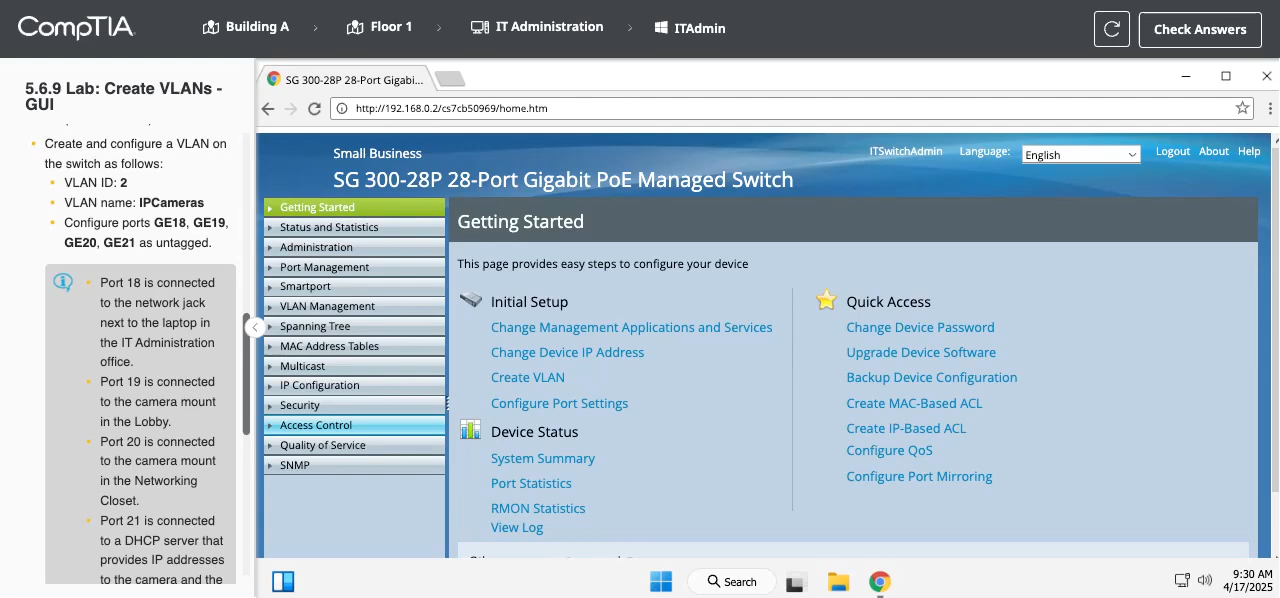 CompTIA
Building A
Floor 1
IT Administration
ITAdmin
Check Answers
5.6.9 Lab: Create VLANs -
GUI
Create and configure a VLAN on
the switch as follows:
VLAN ID: 2
VLAN name: IPCameras
Configure ports GE18, GE19,
GE20, GE21 as untagged.
Port 18 is connected
to the network jack
next to the laptop in
the IT Administration
office.
Port 19 is connected
to the camera mount
in the Lobby.
Port 20 is connected
to the camera mount
in the Networking
Closet.
Port 21 is connected
to a DHCP server that
provides IP addresses
to the camera and the
SG 300-28P 28-Port Gigabi...
http://192.168.0.2/cs7cb50969/home.htm
Small Business
SG 300-28P 28-Port Gigabit PoE Managed Switch
ITSwitchAdmin
Language:
English
Logout
About
Help
Getting Started
Status and Statistics
Administration
Port Management
Smartport
VLAN Management
Spanning Tree
MAC Address Tables
Multicast
IP Configuration
Security
Access Control
Quality of Service
SNMP
Getting Started
This page provides easy steps to configure your device
Initial Setup
Change Management Applications and Services
Change Device IP Address
Create VLAN
Configure Port Settings
Device Status
System Summary
Port Statistics
RMON Statistics
View Log
Quick Access
Change Device Password
Upgrade Device Software
Backup Device Configuration
Create MAC-Based ACL
Create IP-Based ACL
Configure QoS
Configure Port Mirroring
Search
9:30 AM
4/17/2025